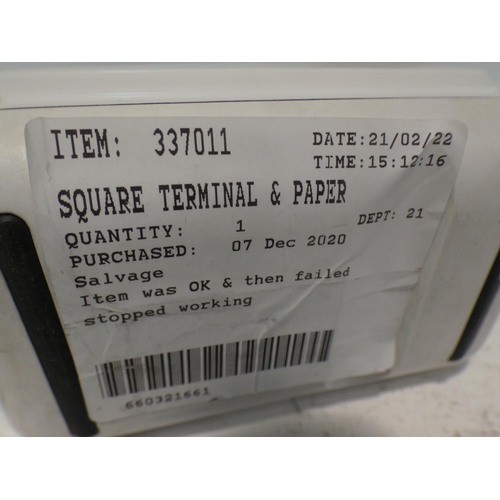 ITEM: 337011 DATE:21/02/22
TIME:15:12:16
SQUARE TERMINAL & PAPER
QUANTITY: 1 DEPT: 21
PURCHASED: 07 Dec 2020
Salvage
Item was OK & then failed
stopped working
660321661